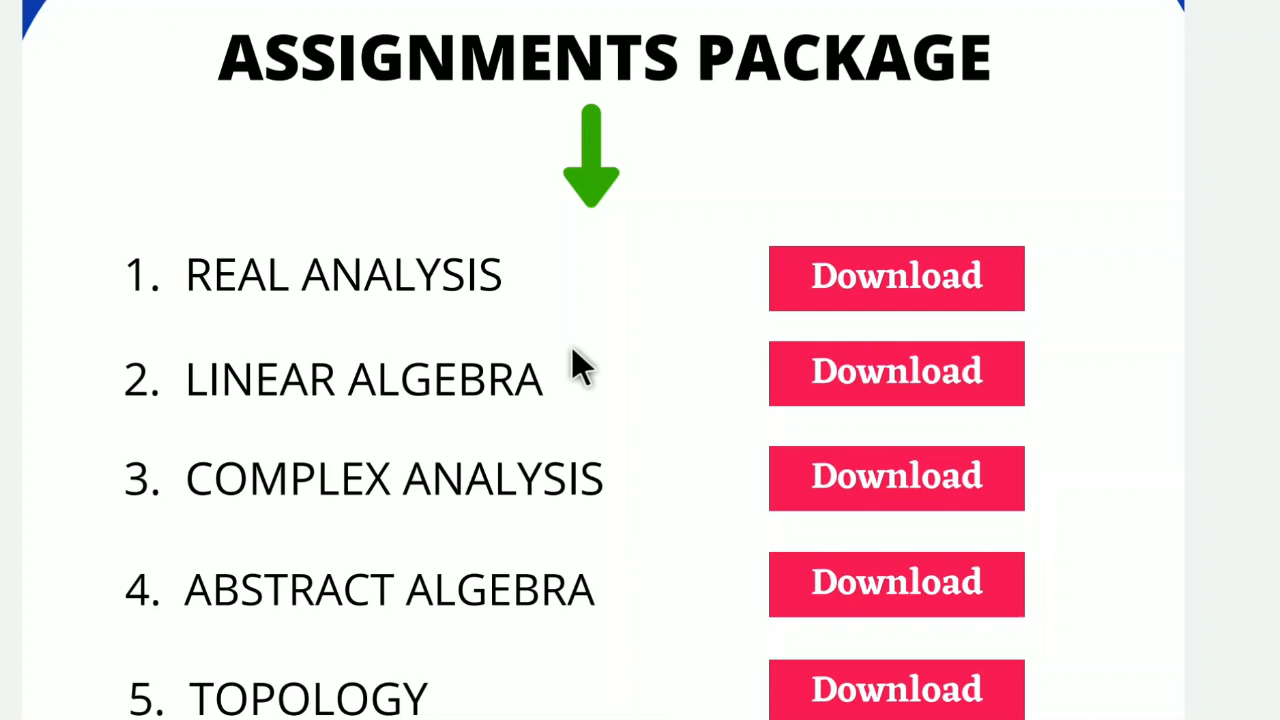 ASSIGNMENTS PACKAGE
1. REAL ANALYSIS Download
2. LINEAR ALGEBRA Download
3. COMPLEX ANALYSIS Download
4. ABSTRACT ALGEBRA Download
5. TOPOLOGY Download